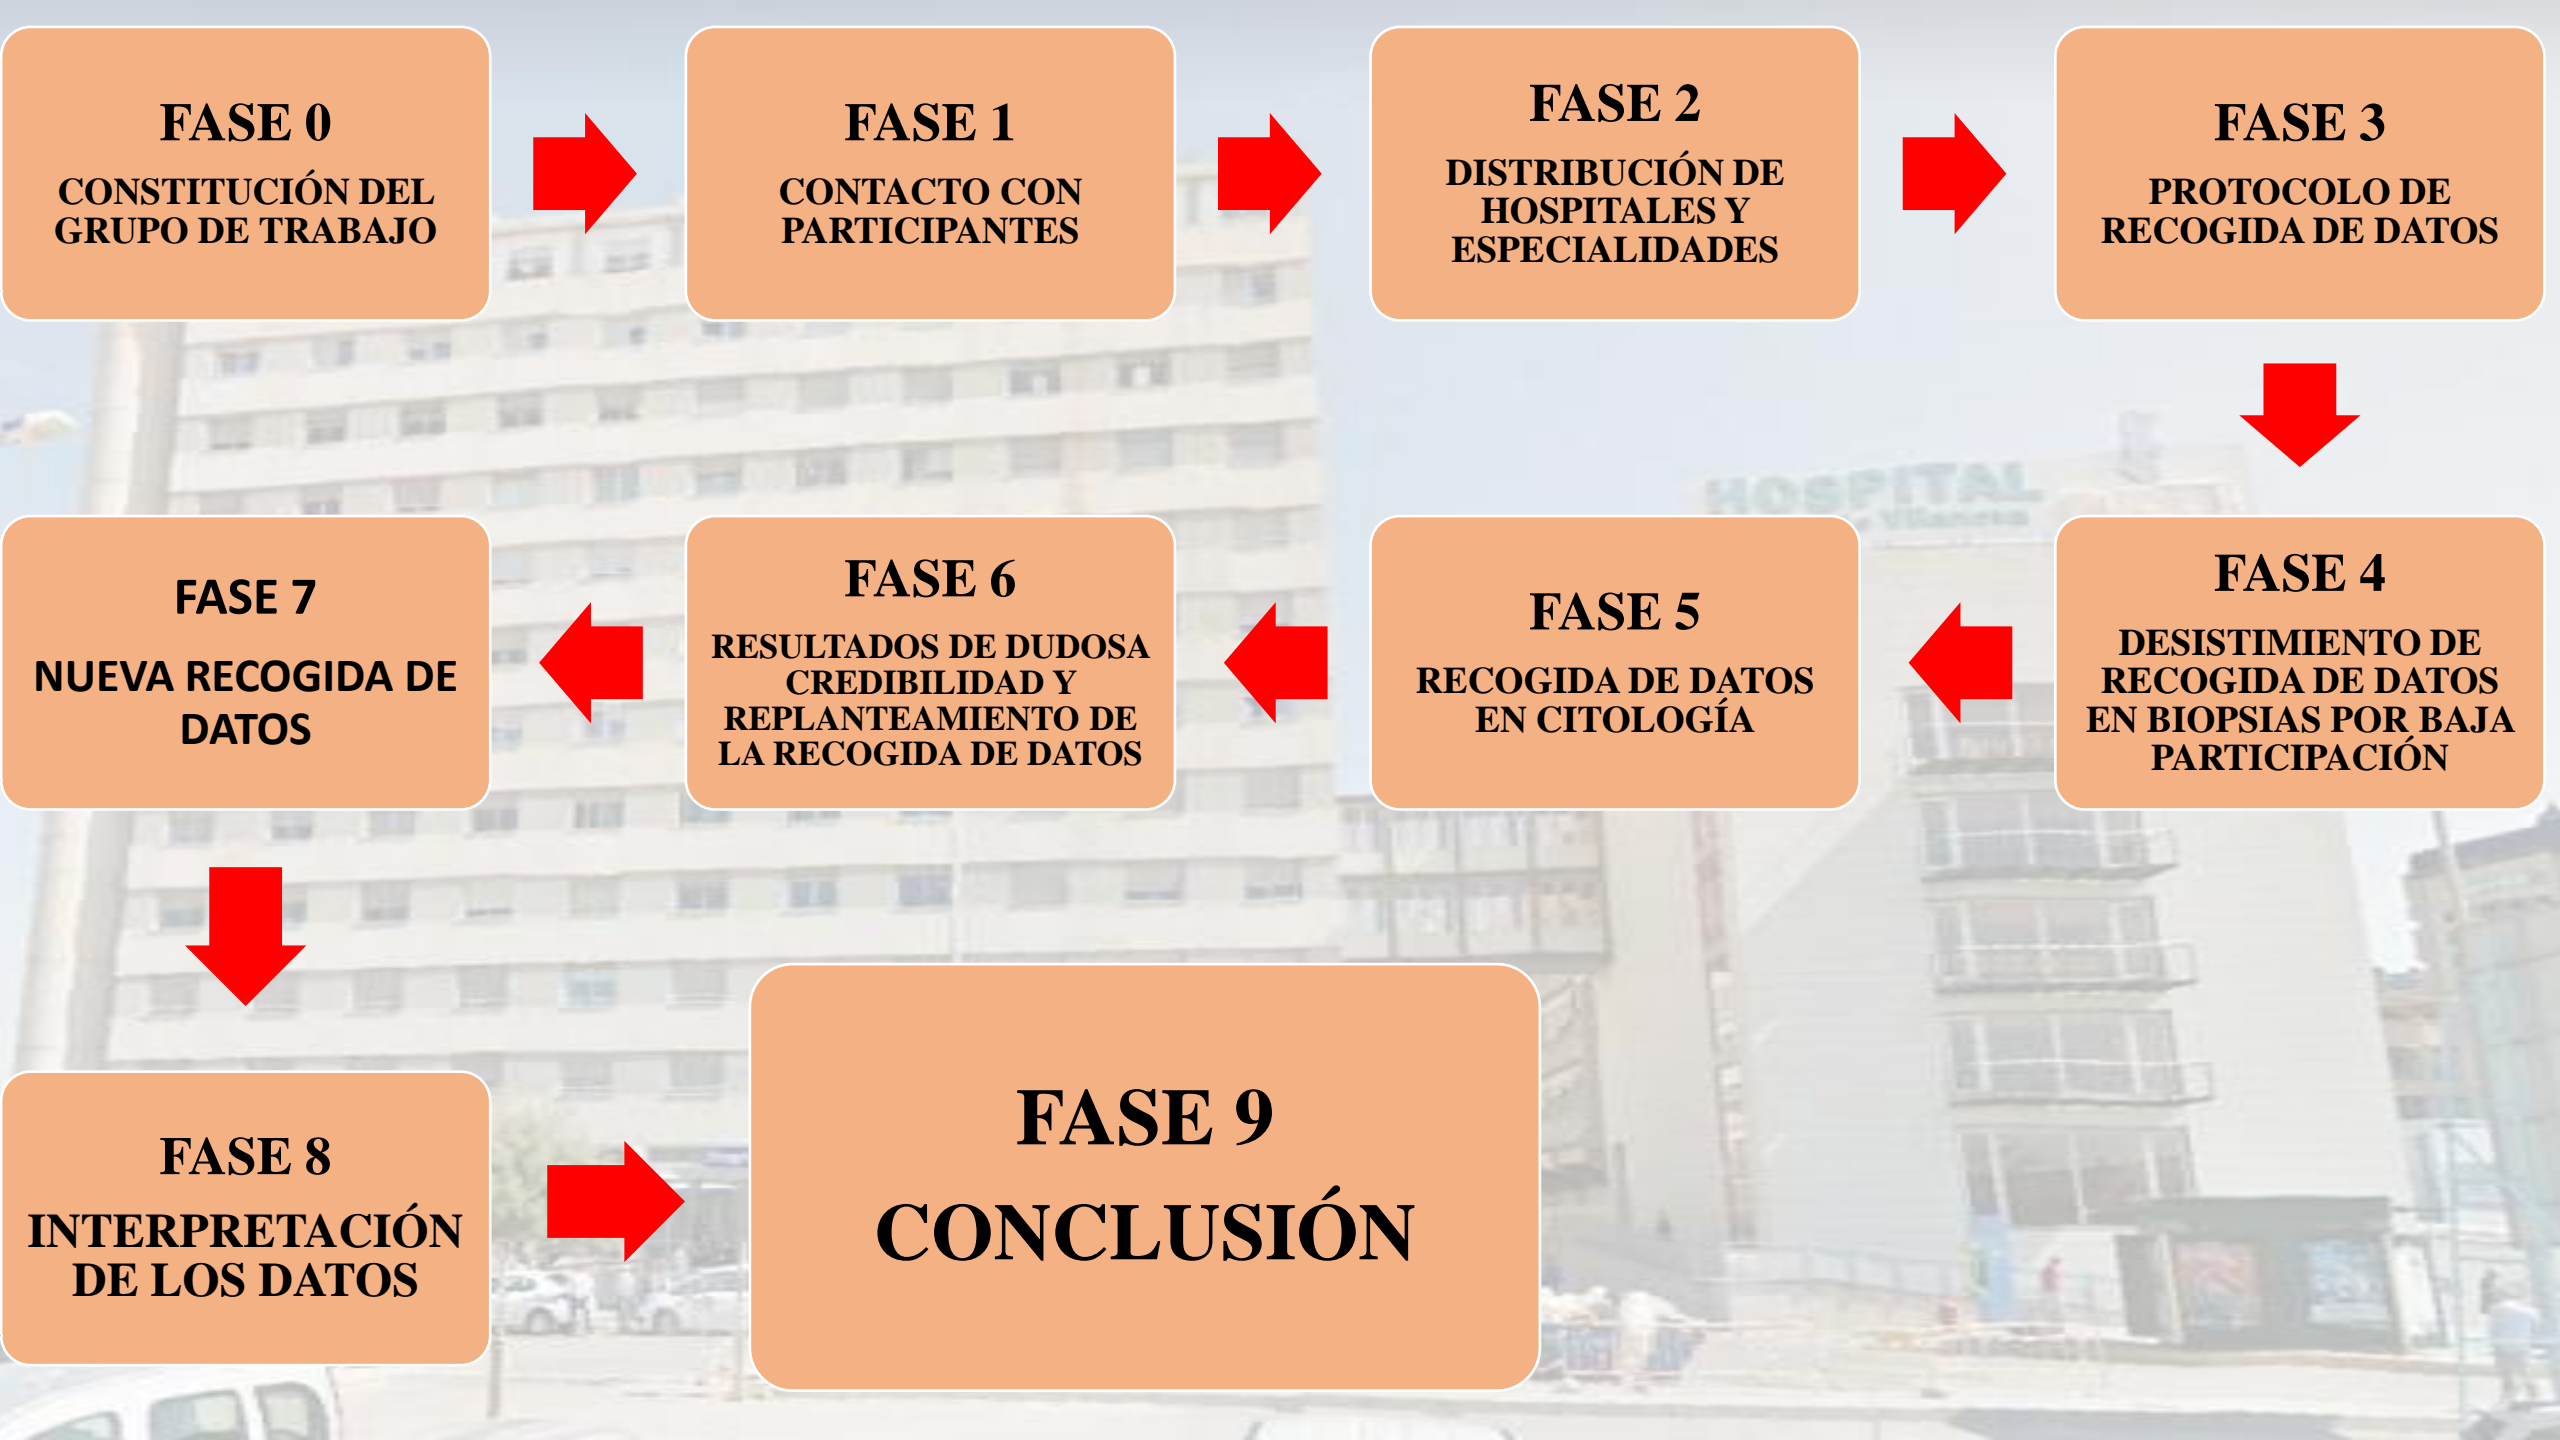 FASE 0
CONSTITUCIÓN DEL
GRUPO DE TRABAJO
FASE 1
CONTACTO CON
PARTICIPANTES
FASE 2
DISTRIBUCIÓN DE
HOSPITALES Y
ESPECIALIDADES
FASE 3
PROTOCOLO DE
RECOGIDA DE DATOS
FASE 4
DESISTIMIENTO DE
RECOGIDA DE DATOS
EN BIOPSIAS POR BAJA
PARTICIPACIÓN
FASE 5
RECOGIDA DE DATOS
EN CITOLOGÍA
FASE 6
RESULTADOS DE DUDOSA
CREDIBILIDAD Y
REPLANTEAMIENTO DE
LA RECOGIDA DE DATOS
FASE 7
NUEVA RECOGIDA DE
DATOS
FASE 8
INTERPRETACIÓN
DE LOS DATOS
FASE 9
CONCLUSIÓN
HOSPITAL